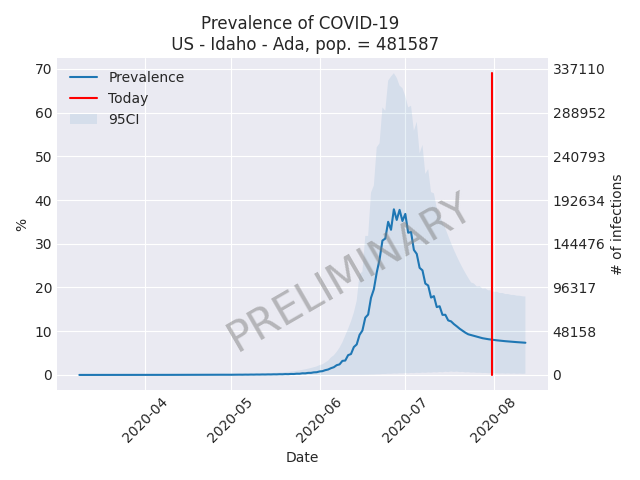 Prevalence of COVID-19
US - Idaho - Ada, pop. = 481587
Prevalence
Today
95CI
70
60
50
40
30
20
10
0
%
337110
288952
240793
192634
144476
96317
48158
0
# of infections
PRELIMINARY
2020-04
2020-05
2020-06
2020-07
2020-08
Date